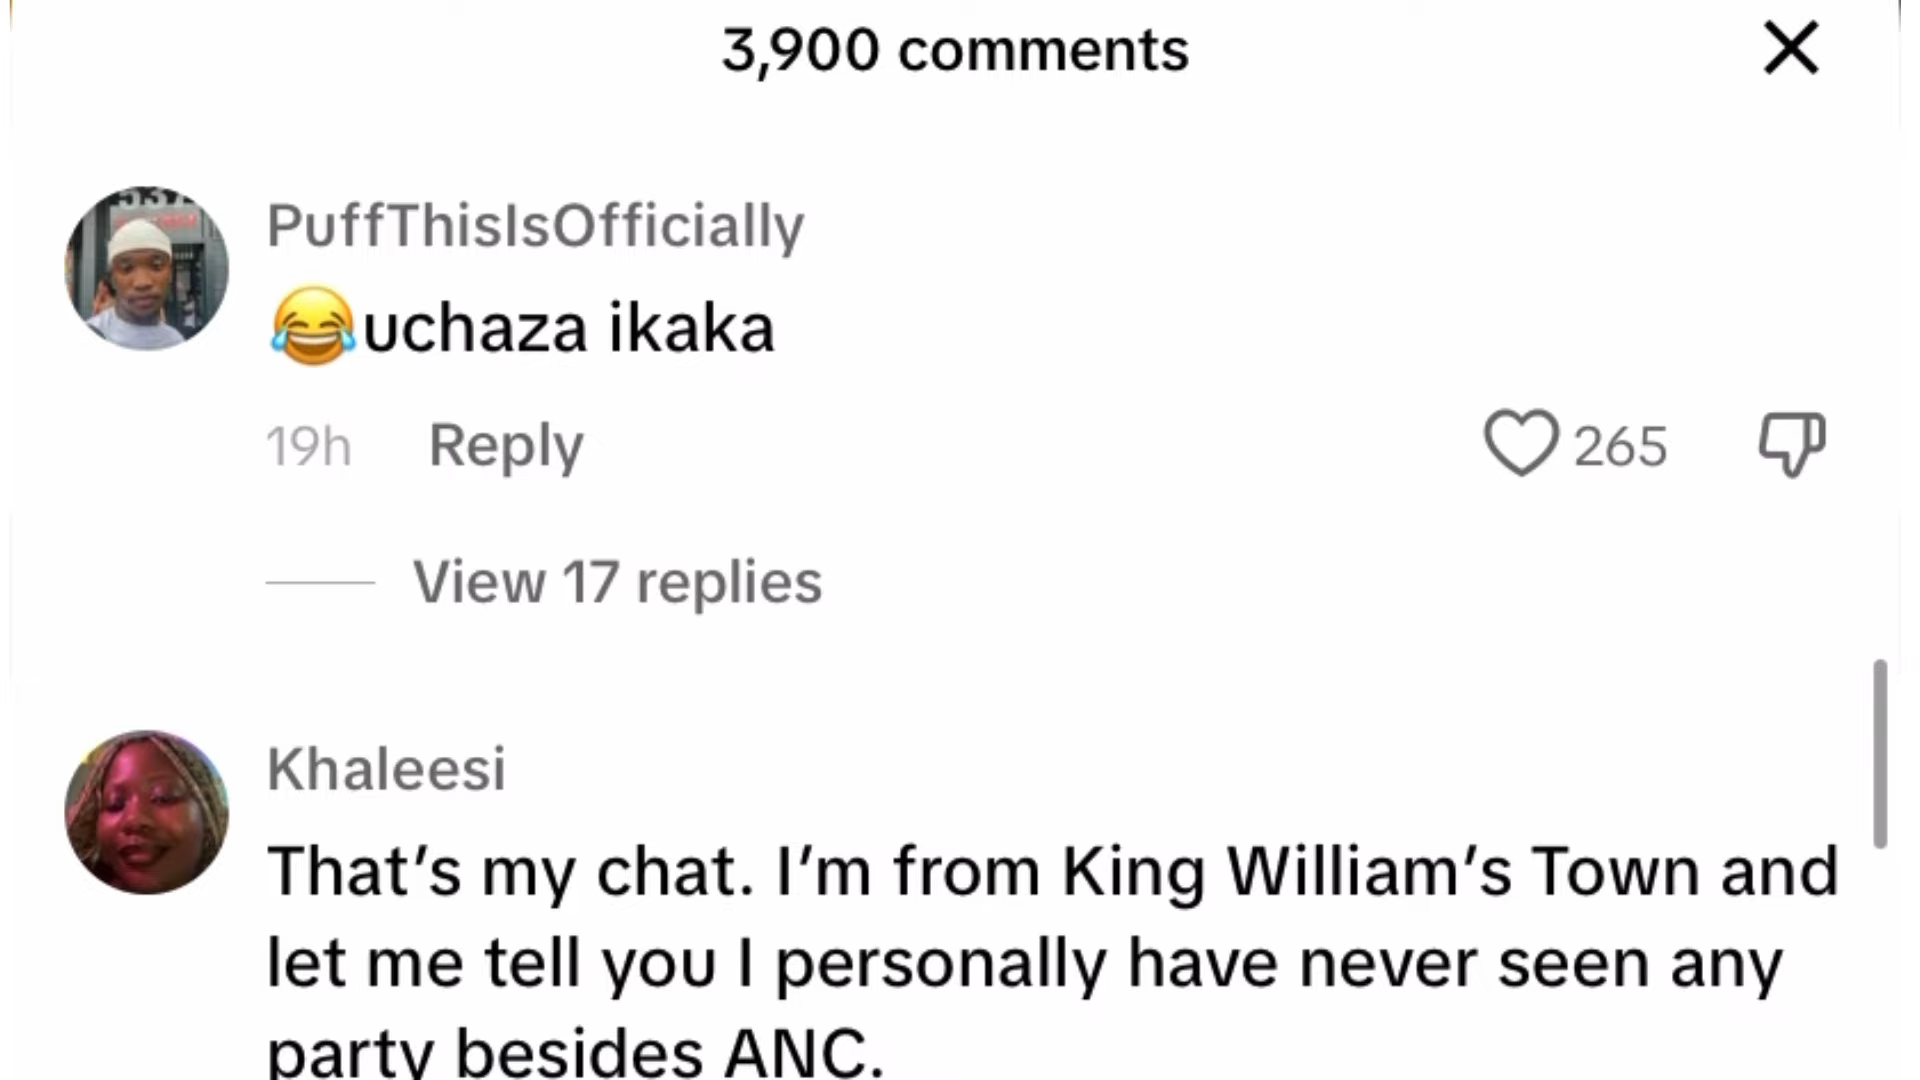 3,900 comments
PuffThisIsOfficially
😂uchaza ikaka
19h Reply 265
View 17 replies
Khaleesi
That’s my chat. I’m from King William’s Town and
let me tell you I personally have never seen any
party besides ANC.